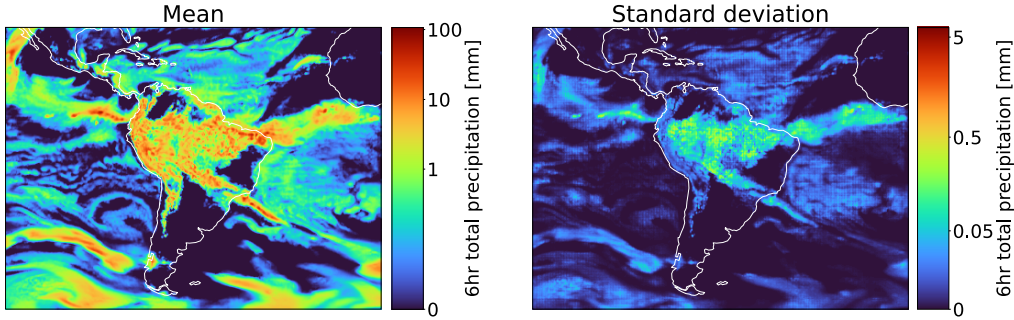 Mean
100
10
1
0
6hr total precipitation [mm]
Standard deviation
5
0.5
0.05
0
6hr total precipitation [mm]